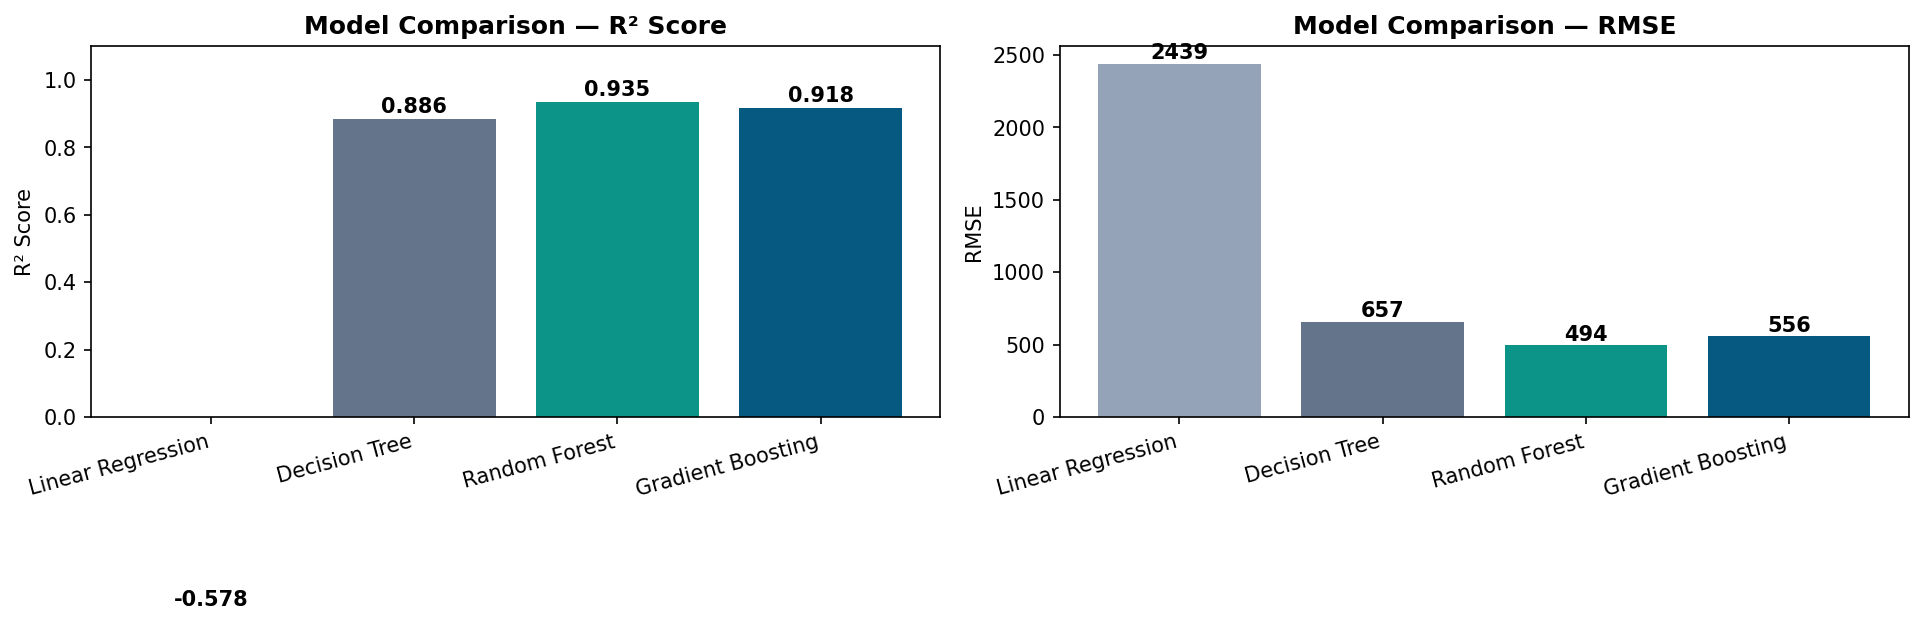 Model Comparison — R² Score
R² Score
1.0
0.8
0.6
0.4
0.2
0.0
0.886
0.935
0.918
Linear Regression
Decision Tree
Random Forest
Gradient Boosting
-0.578
Model Comparison — RMSE
RMSE
2500
2000
1500
1000
500
0
2439
657
494
556
Linear Regression
Decision Tree
Random Forest
Gradient Boosting